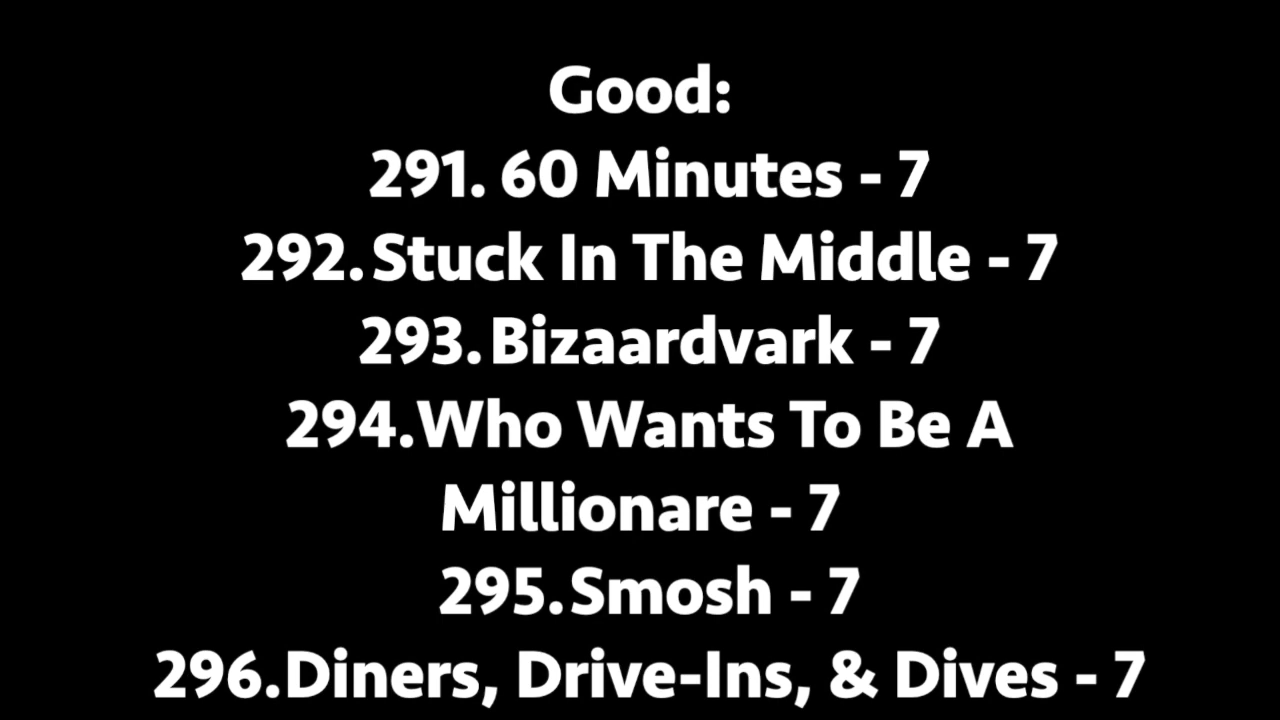 Good:
291. 60 Minutes - 7
292. Stuck In The Middle - 7
293. Bizaardvark - 7
294.Who Wants To Be A
Millionare - 7
295. Smosh - 7
296.Diners, Drive-Ins, & Dives - 7